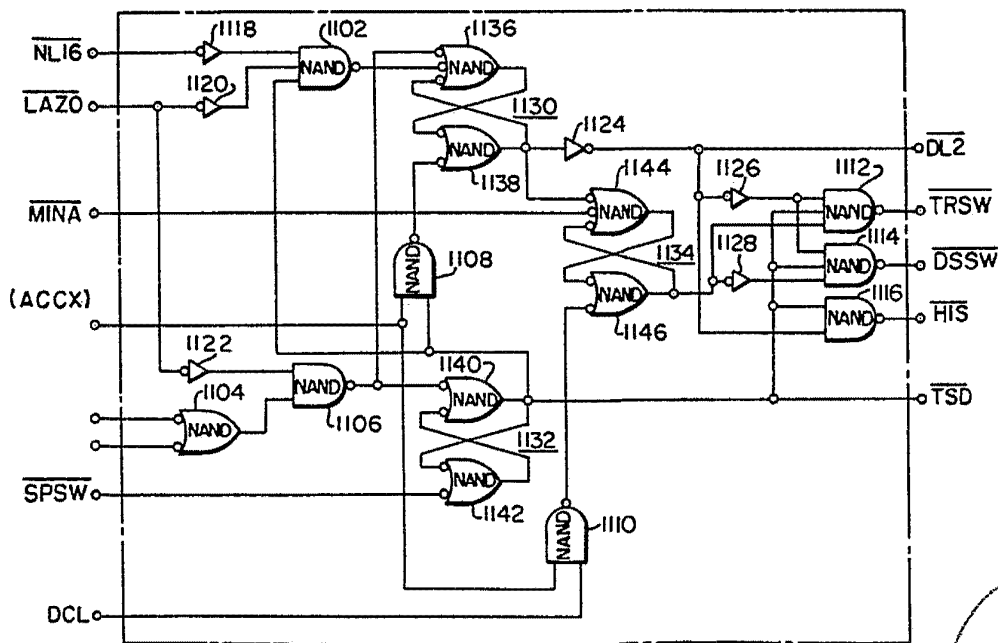 1118
1102
1136
NL16
NAND
NAND
1120
LAZO
1130
1124
DL2
NAND
1138
1126
1112
1144
NAND
TRSW
MINA
NAND
1128
1114
1134
NAND
DSSW
NAND
1108
1116
(ACCX)
NAND
1146
NAND
HIS
1122
1140
1104
NAND
NAND
TSD
NAND
1106
1132
SPSW
NAND
1142
NAND
1110
DCL